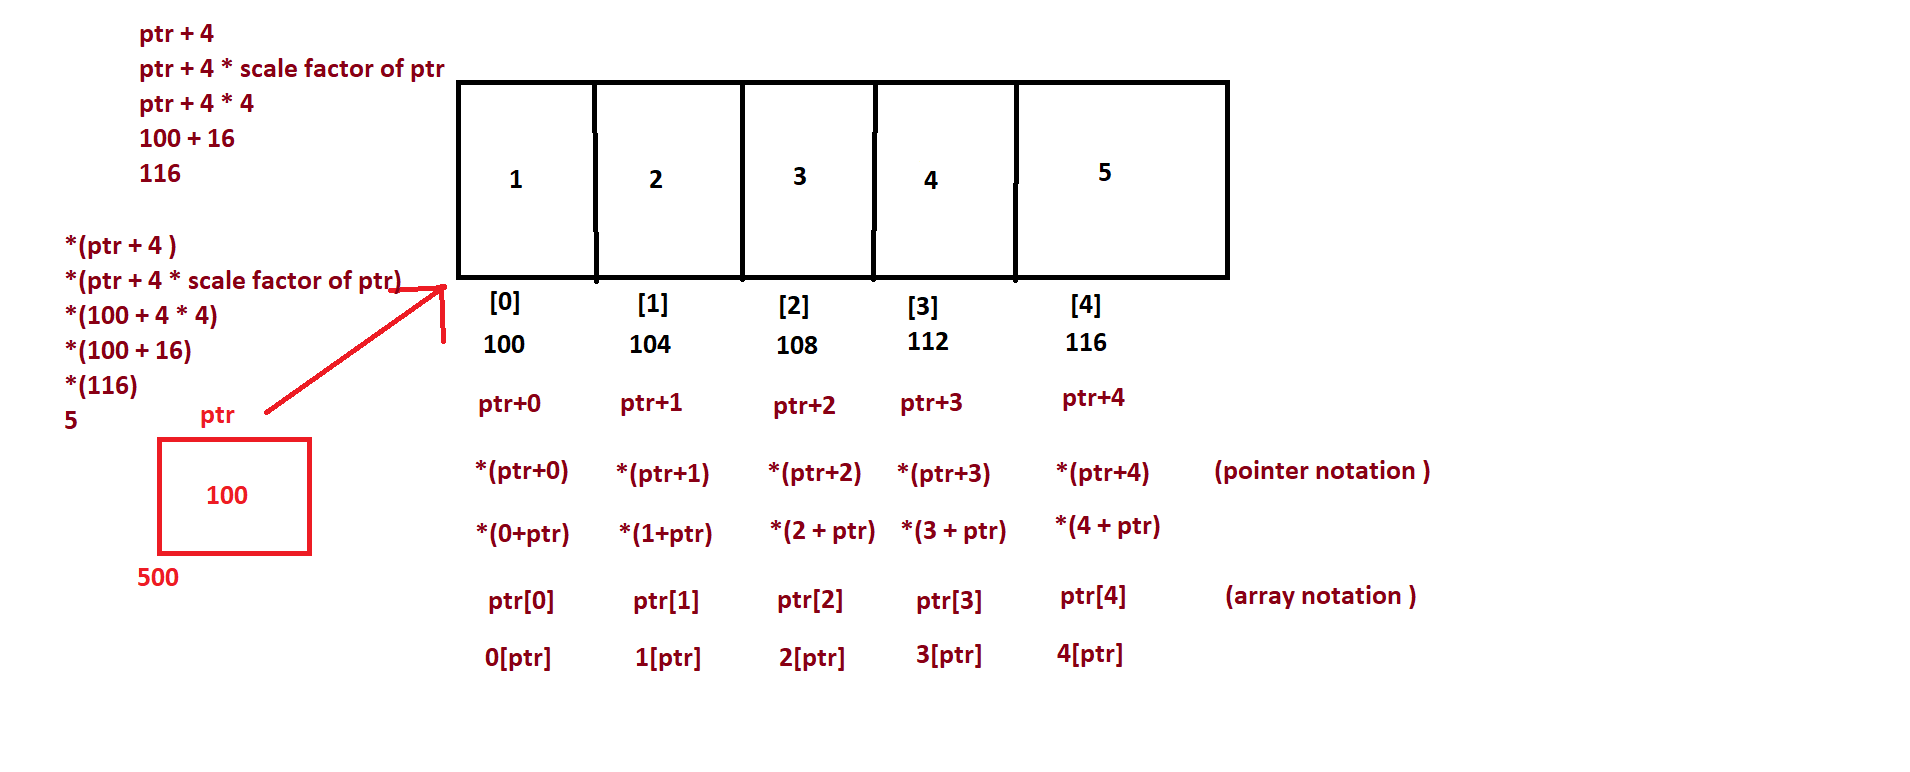 ptr + 4
ptr + 4 * scale factor of ptr
ptr + 4 * 4
100 + 16
116
*(ptr + 4 )
*(ptr + 4 * scale factor of ptr)
*(100 + 4 * 4)
*(100 + 16)
*(116)
5
ptr
100
500
1 2 3 4 5
[0] [1] [2] [3] [4]
100 104 108 112 116
ptr+0 ptr+1 ptr+2 ptr+3 ptr+4
*(ptr+0) *(ptr+1) *(ptr+2) *(ptr+3) *(ptr+4) (pointer notation )
*(0+ptr) *(1+ptr) *(2 + ptr) *(3 + ptr) *(4 + ptr)
ptr[0] ptr[1] ptr[2] ptr[3] ptr[4] (array notation )
0[ptr] 1[ptr] 2[ptr] 3[ptr] 4[ptr]